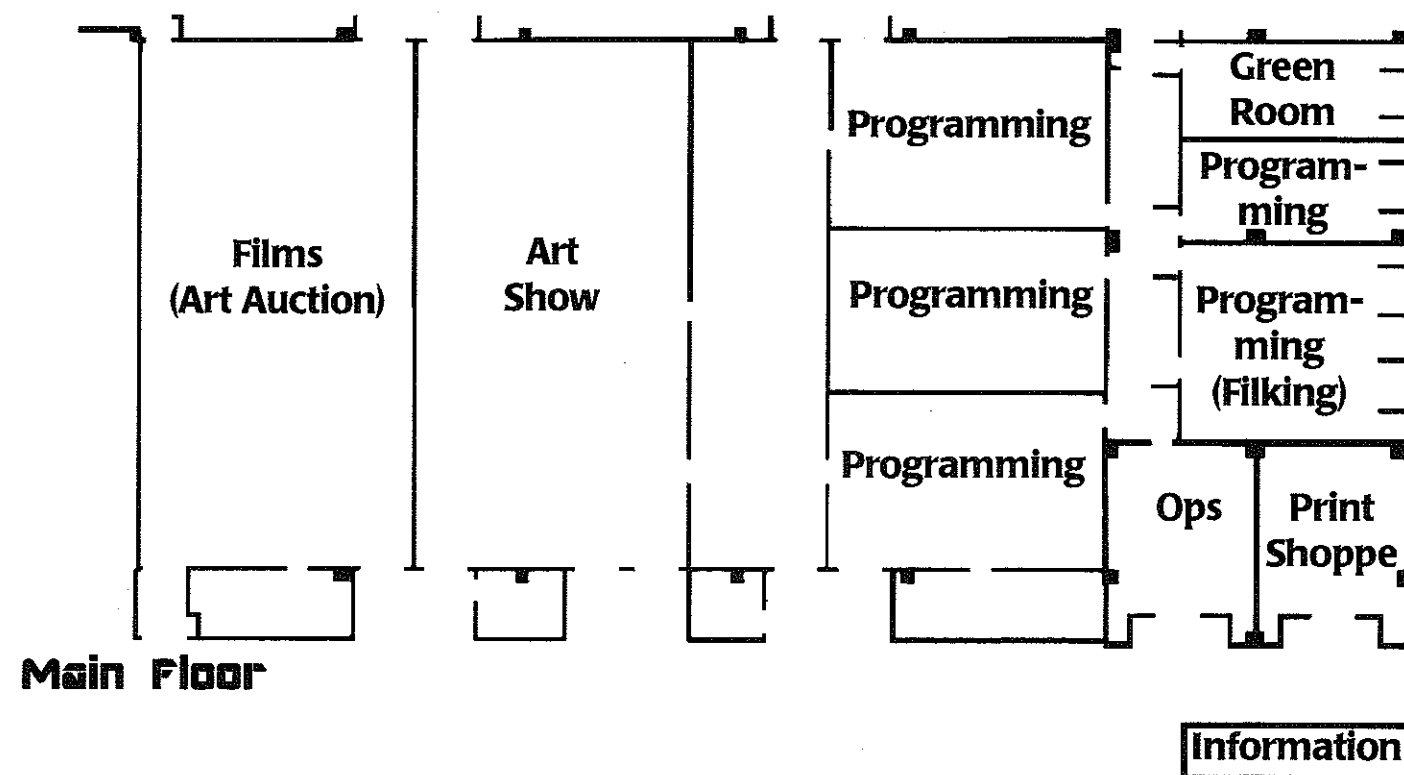 Green
Room
Programming
Program-
ming
Films
(Art Auction)
Art
Show
Programming
Program-
ming
(Filking)
Programming
Ops
Print
Shoppe
Main Floor
Information